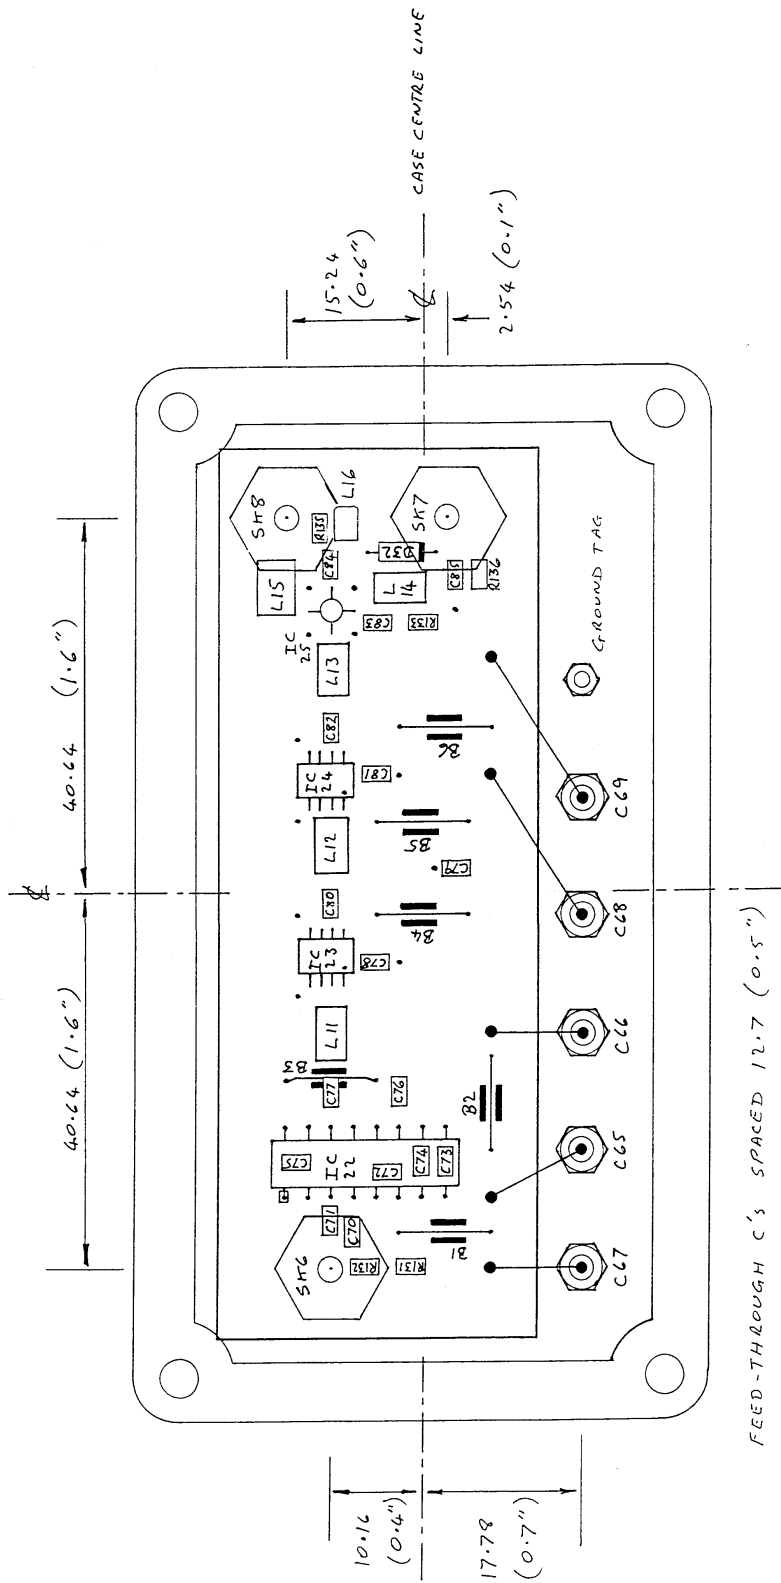 40·64 (1·6")
40·64 (1·6")
℄
10·16
(0·4")
17·78
(0·7")
15·24
(0·6")
℄
CASE CENTRE LINE
2·54 (0·1")
SK6
R132
R131
C70
C71
B1
IC
22
C75
C72
C74
C73
B3
C77
C76
B2
L11
IC
23
C78
C80
B4
C79
L12
B5
IC
24
C81
C82
B6
L13
IC
25
C83
R133
L15
C84
R135
L16
SK8
L
14
D32
C85
R136
SK7
C67
C65
C66
C68
C69
GROUND TAG
FEED-THROUGH C'S SPACED 12·7 (0·5")